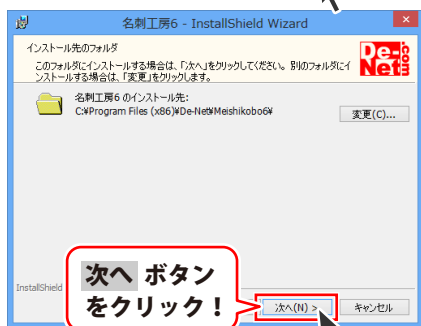 名刺工房6 - InstallShield Wizard
インストール先のフォルダ
このフォルダにインストールする場合は、「次へ」をクリックしてください。別のフォルダにイ
ンストールする場合は、「変更」をクリックします。
De-Net.com
名刺工房6 のインストール先:
C:¥Program Files (x86)¥De-Net¥Meishikobo6¥
変更(C)...
InstallShield
次へ ボタン
をクリック！
次へ(N) >
キャンセル